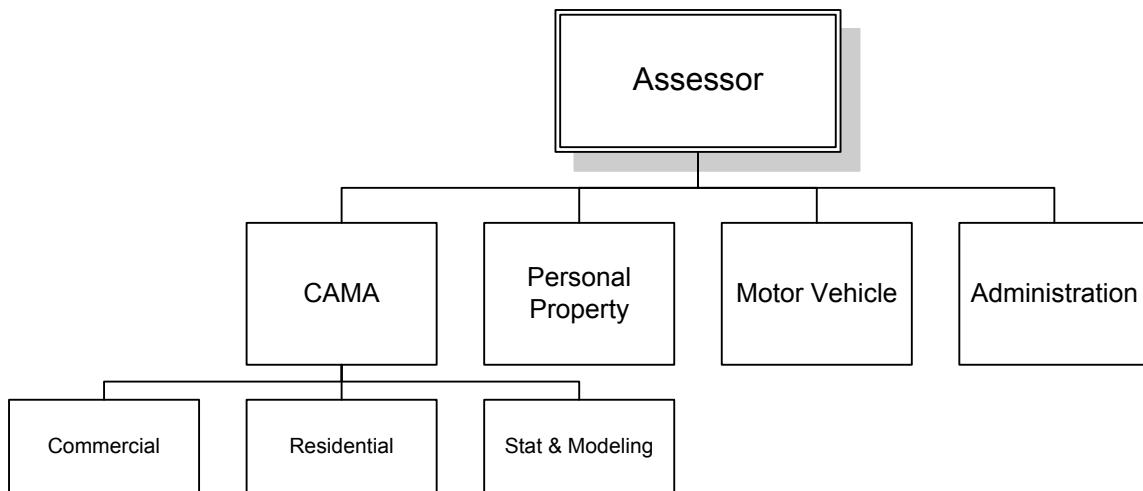 Assessor
CAMA
Personal
Property
Motor Vehicle
Administration
Commercial
Residential
Stat & Modeling